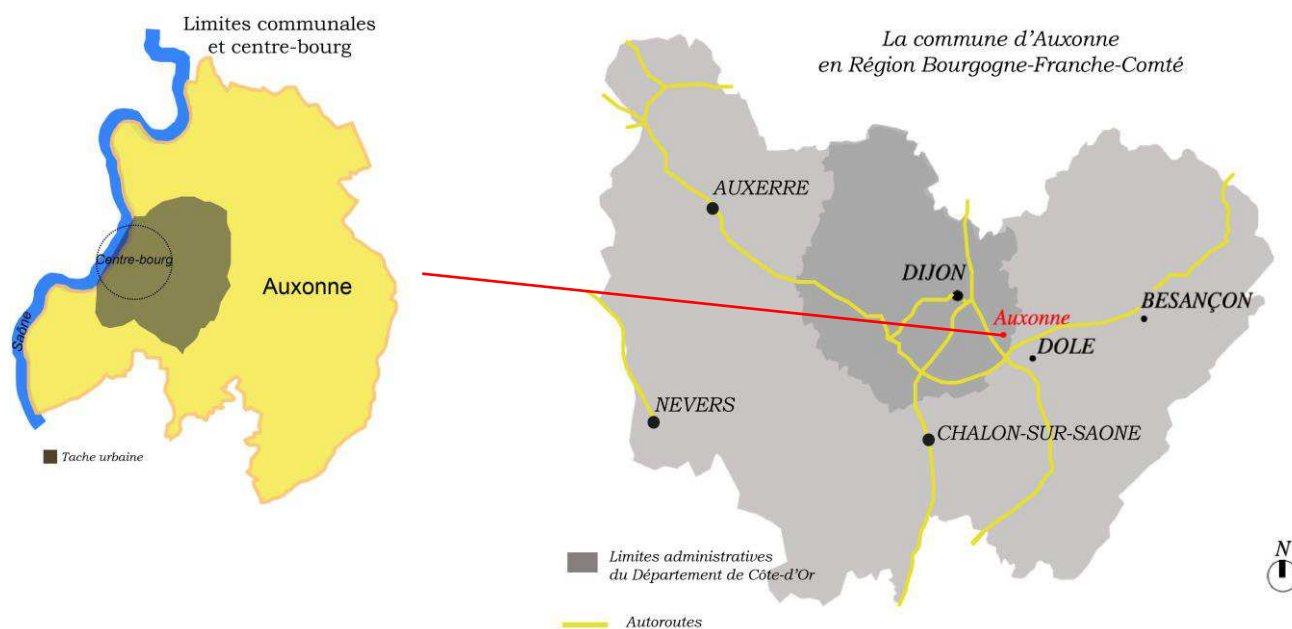 Limites communales
et centre-bourg
Centre-bourg
Auxonne
Saône
Tache urbaine
La commune d'Auxonne
en Région Bourgogne-Franche-Comté
AUXERRE
DIJON
BESANÇON
Auxonne
DOLE
NEVERS
CHALON-SUR-SAONE
Limites administratives
du Département de Côte-d'Or
Autoroutes
N